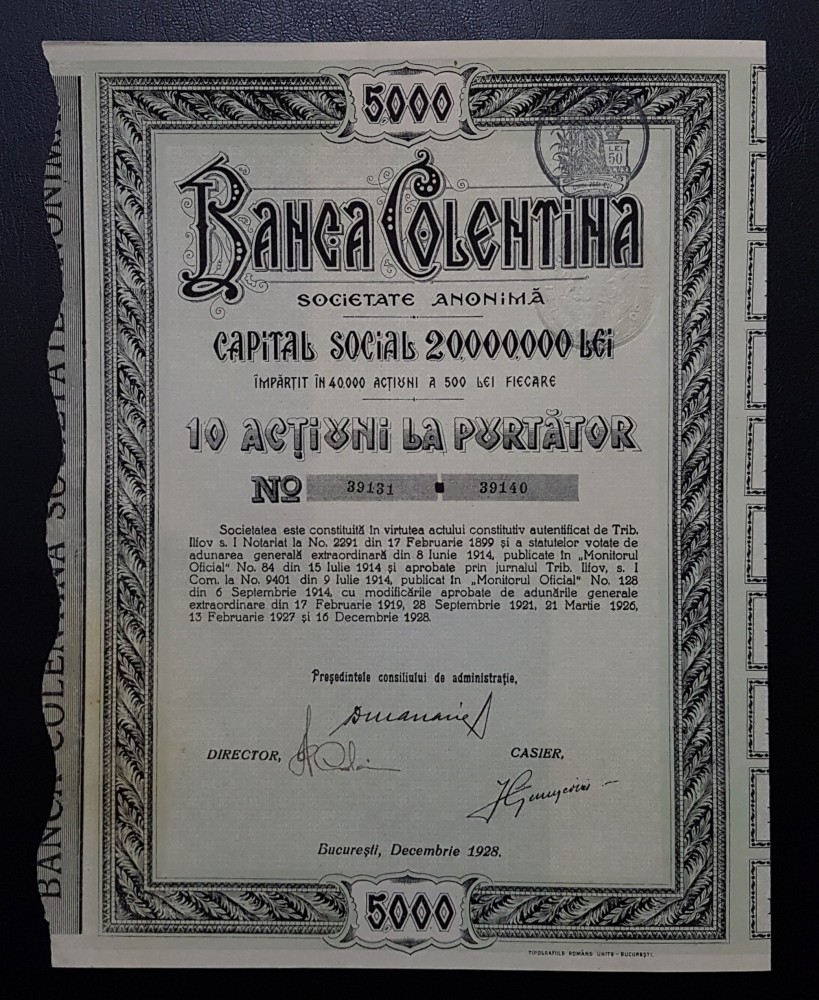 5000
LEI
50
BANCA COLENTINA
SOCIETATE ANONIMĂ
CAPITAL SOCIAL 20.000.000 LEI
ÎMPĂRȚIT ÎN 40.000 ACȚIUNI A 500 LEI FIECARE
10 ACȚIUNI LA PURTĂTOR
No 39131 39140
Societatea este constituită în virtutea actului constitutiv autentificat de Trib.
Ilfov s. I Notariat la No. 2291 din 17 Februarie 1899 și a statutelor votate de
adunarea generală extraordinară din 8 Iunie 1914, publicate în „Monitorul
Oficial" No. 84 din 15 Iulie 1914 și aprobate prin jurnalul Trib. Ilfov, s. I
Com. la No. 9401 din 9 Iulie 1914, publicat în „Monitorul Oficial" No. 128
din 6 Septembrie 1914, cu modificările aprobate de adunările generale
extraordinare din 17 Februarie 1919, 28 Septembrie 1921, 21 Martie 1926,
13 Februarie 1927 și 16 Decembrie 1928.
Președintele consiliului de administrație,
DIRECTOR,
CASIER,
București, Decembrie 1928.
5000
TIPOGRAFIILE ROMÂNE UNITE - BUCUREȘTI.
BANCA COLENTINA SOCIETATE ANONIMĂ